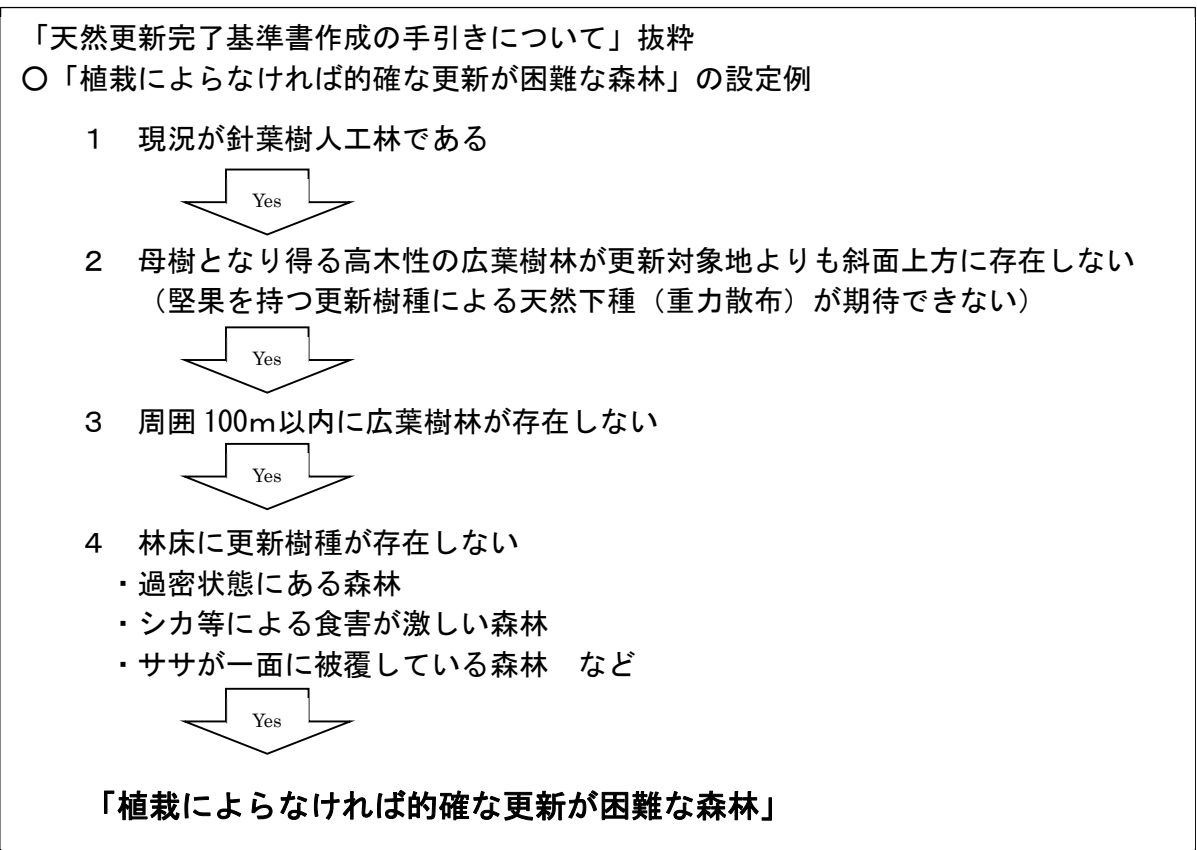 「天然更新完了基準書作成の手引きについて」抜粋
〇「植栽によらなければ的確な更新が困難な森林」の設定例
１　現況が針葉樹人工林である
Yes
２　母樹となり得る高木性の広葉樹林が更新対象地よりも斜面上方に存在しない
（堅果を持つ更新樹種による天然下種（重力散布）が期待できない）
Yes
３　周囲 100ｍ以内に広葉樹林が存在しない
Yes
４　林床に更新樹種が存在しない
・過密状態にある森林
・シカ等による食害が激しい森林
・ササが一面に被覆している森林　など
Yes
「植栽によらなければ的確な更新が困難な森林」